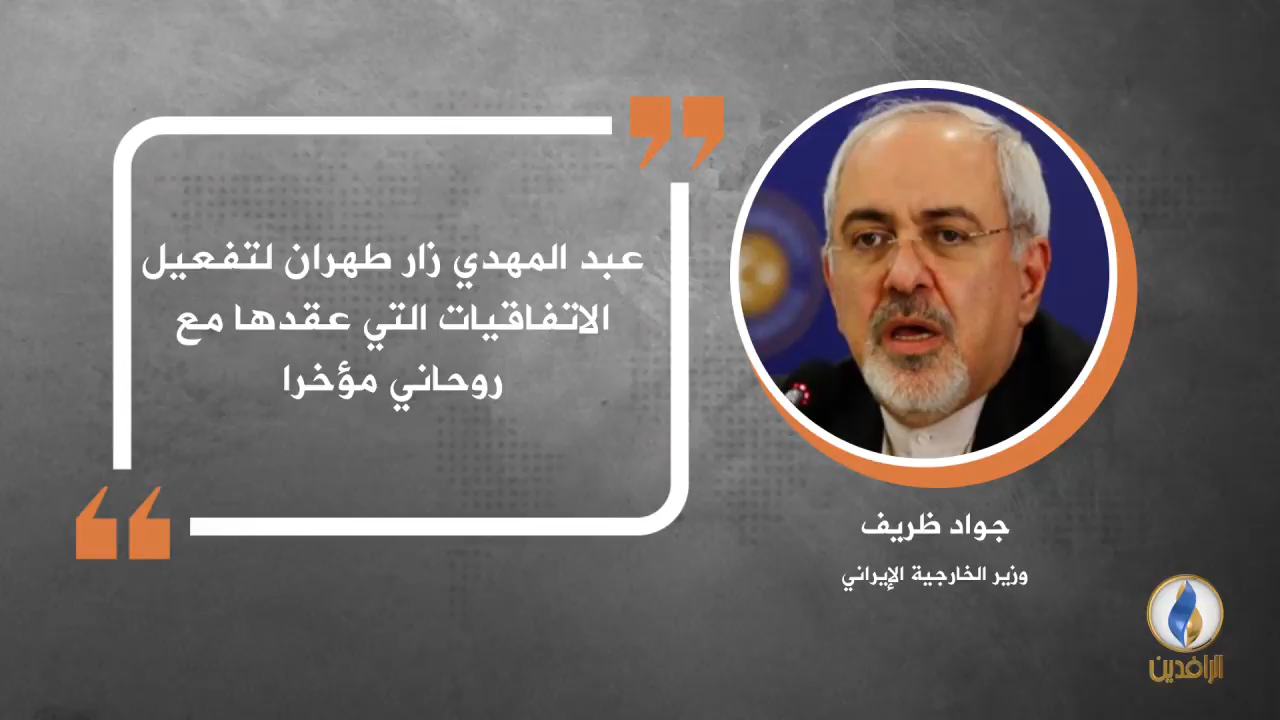 عبد المهدي زار طهران لتفعيل
الاتفاقيات التي عقدها مع
روحاني مؤخرا
جواد ظريف
وزير الخارجية الإيراني
الرافدين